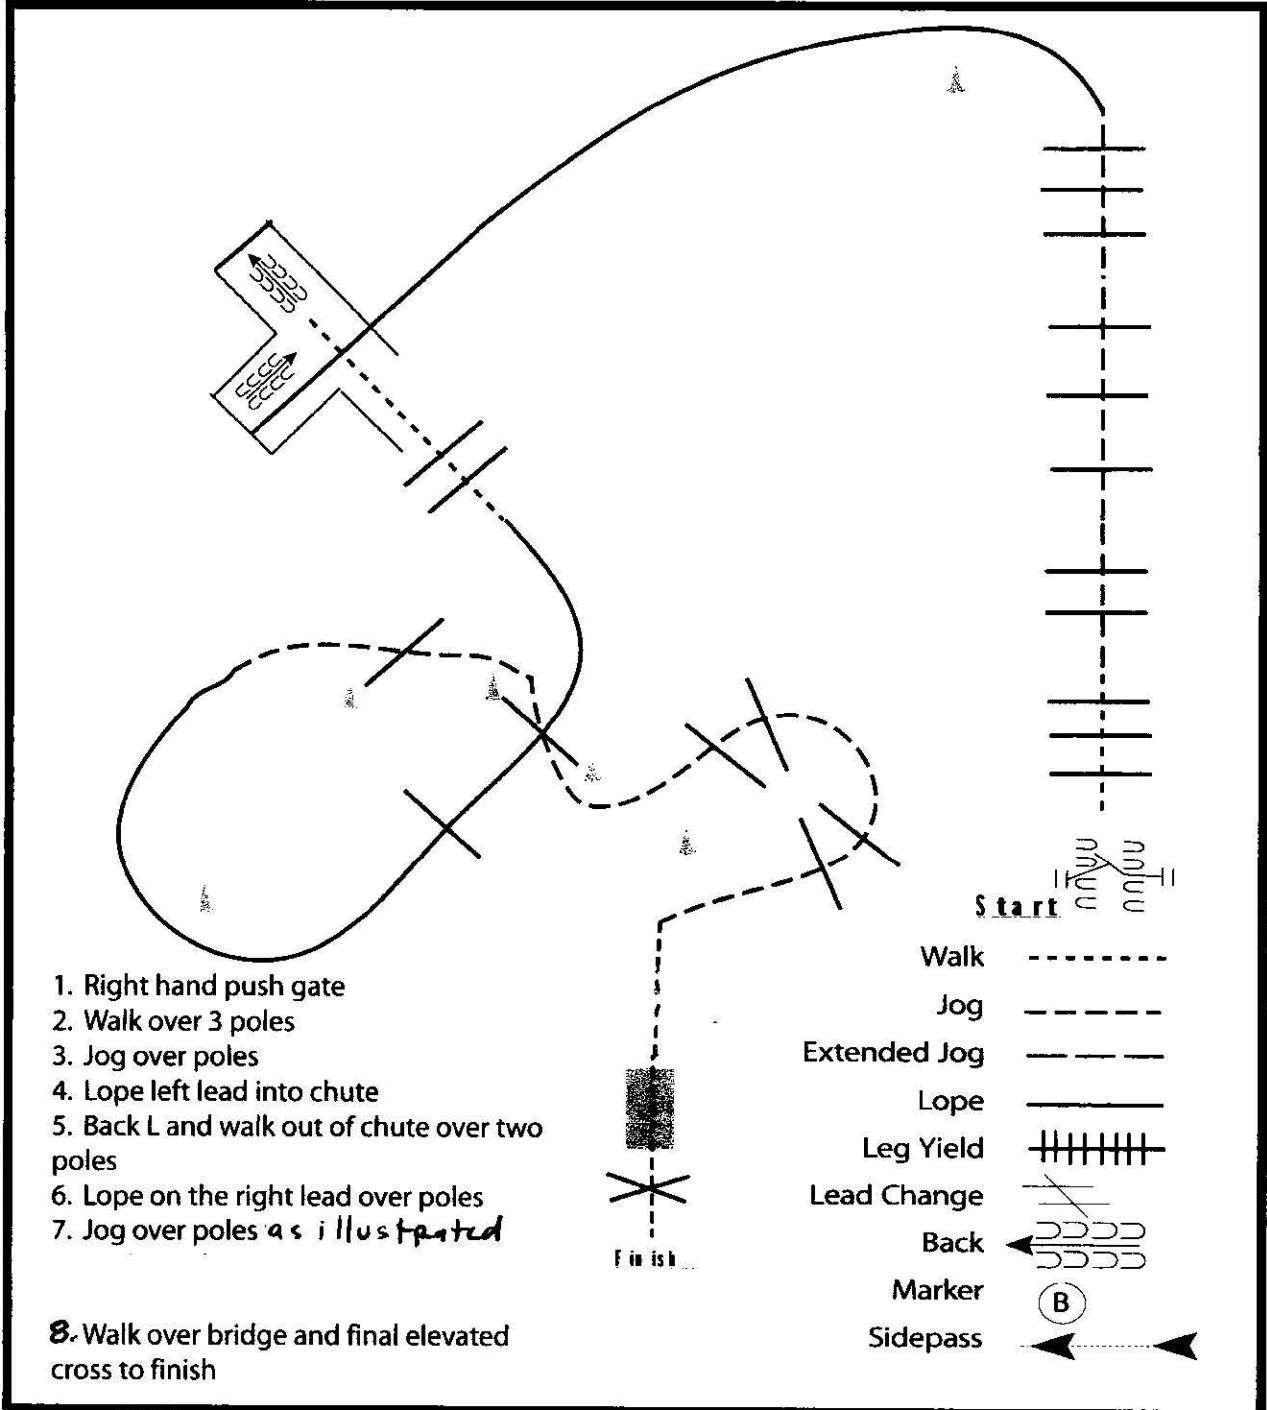 Start
Walk
Jog
Extended Jog
Lope
Leg Yield
Lead Change
Back
Marker
B
Sidepass
1. Right hand push gate
2. Walk over 3 poles
3. Jog over poles
4. Lope left lead into chute
5. Back L and walk out of chute over two
poles
6. Lope on the right lead over poles
7. Jog over poles as illustrated
8. Walk over bridge and final elevated
cross to finish
Finish